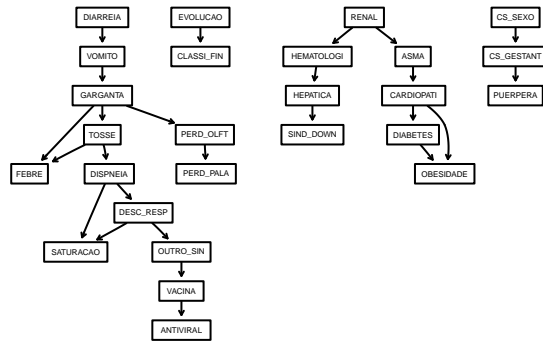 DIARREIA
EVOLUCAO
RENAL
CS_SEXO
VOMITO
CLASSI_FIN
HEMATOLOGI
ASMA
CS_GESTANT
GARGANTA
HEPATICA
CARDIOPATI
PUERPERA
TOSSE
PERD_OLFT
SIND_DOWN
DIABETES
FEBRE
DISPNEIA
PERD_PALA
OBESIDADE
DESC_RESP
SATURACAO
OUTRO_SIN
VACINA
ANTIVIRAL